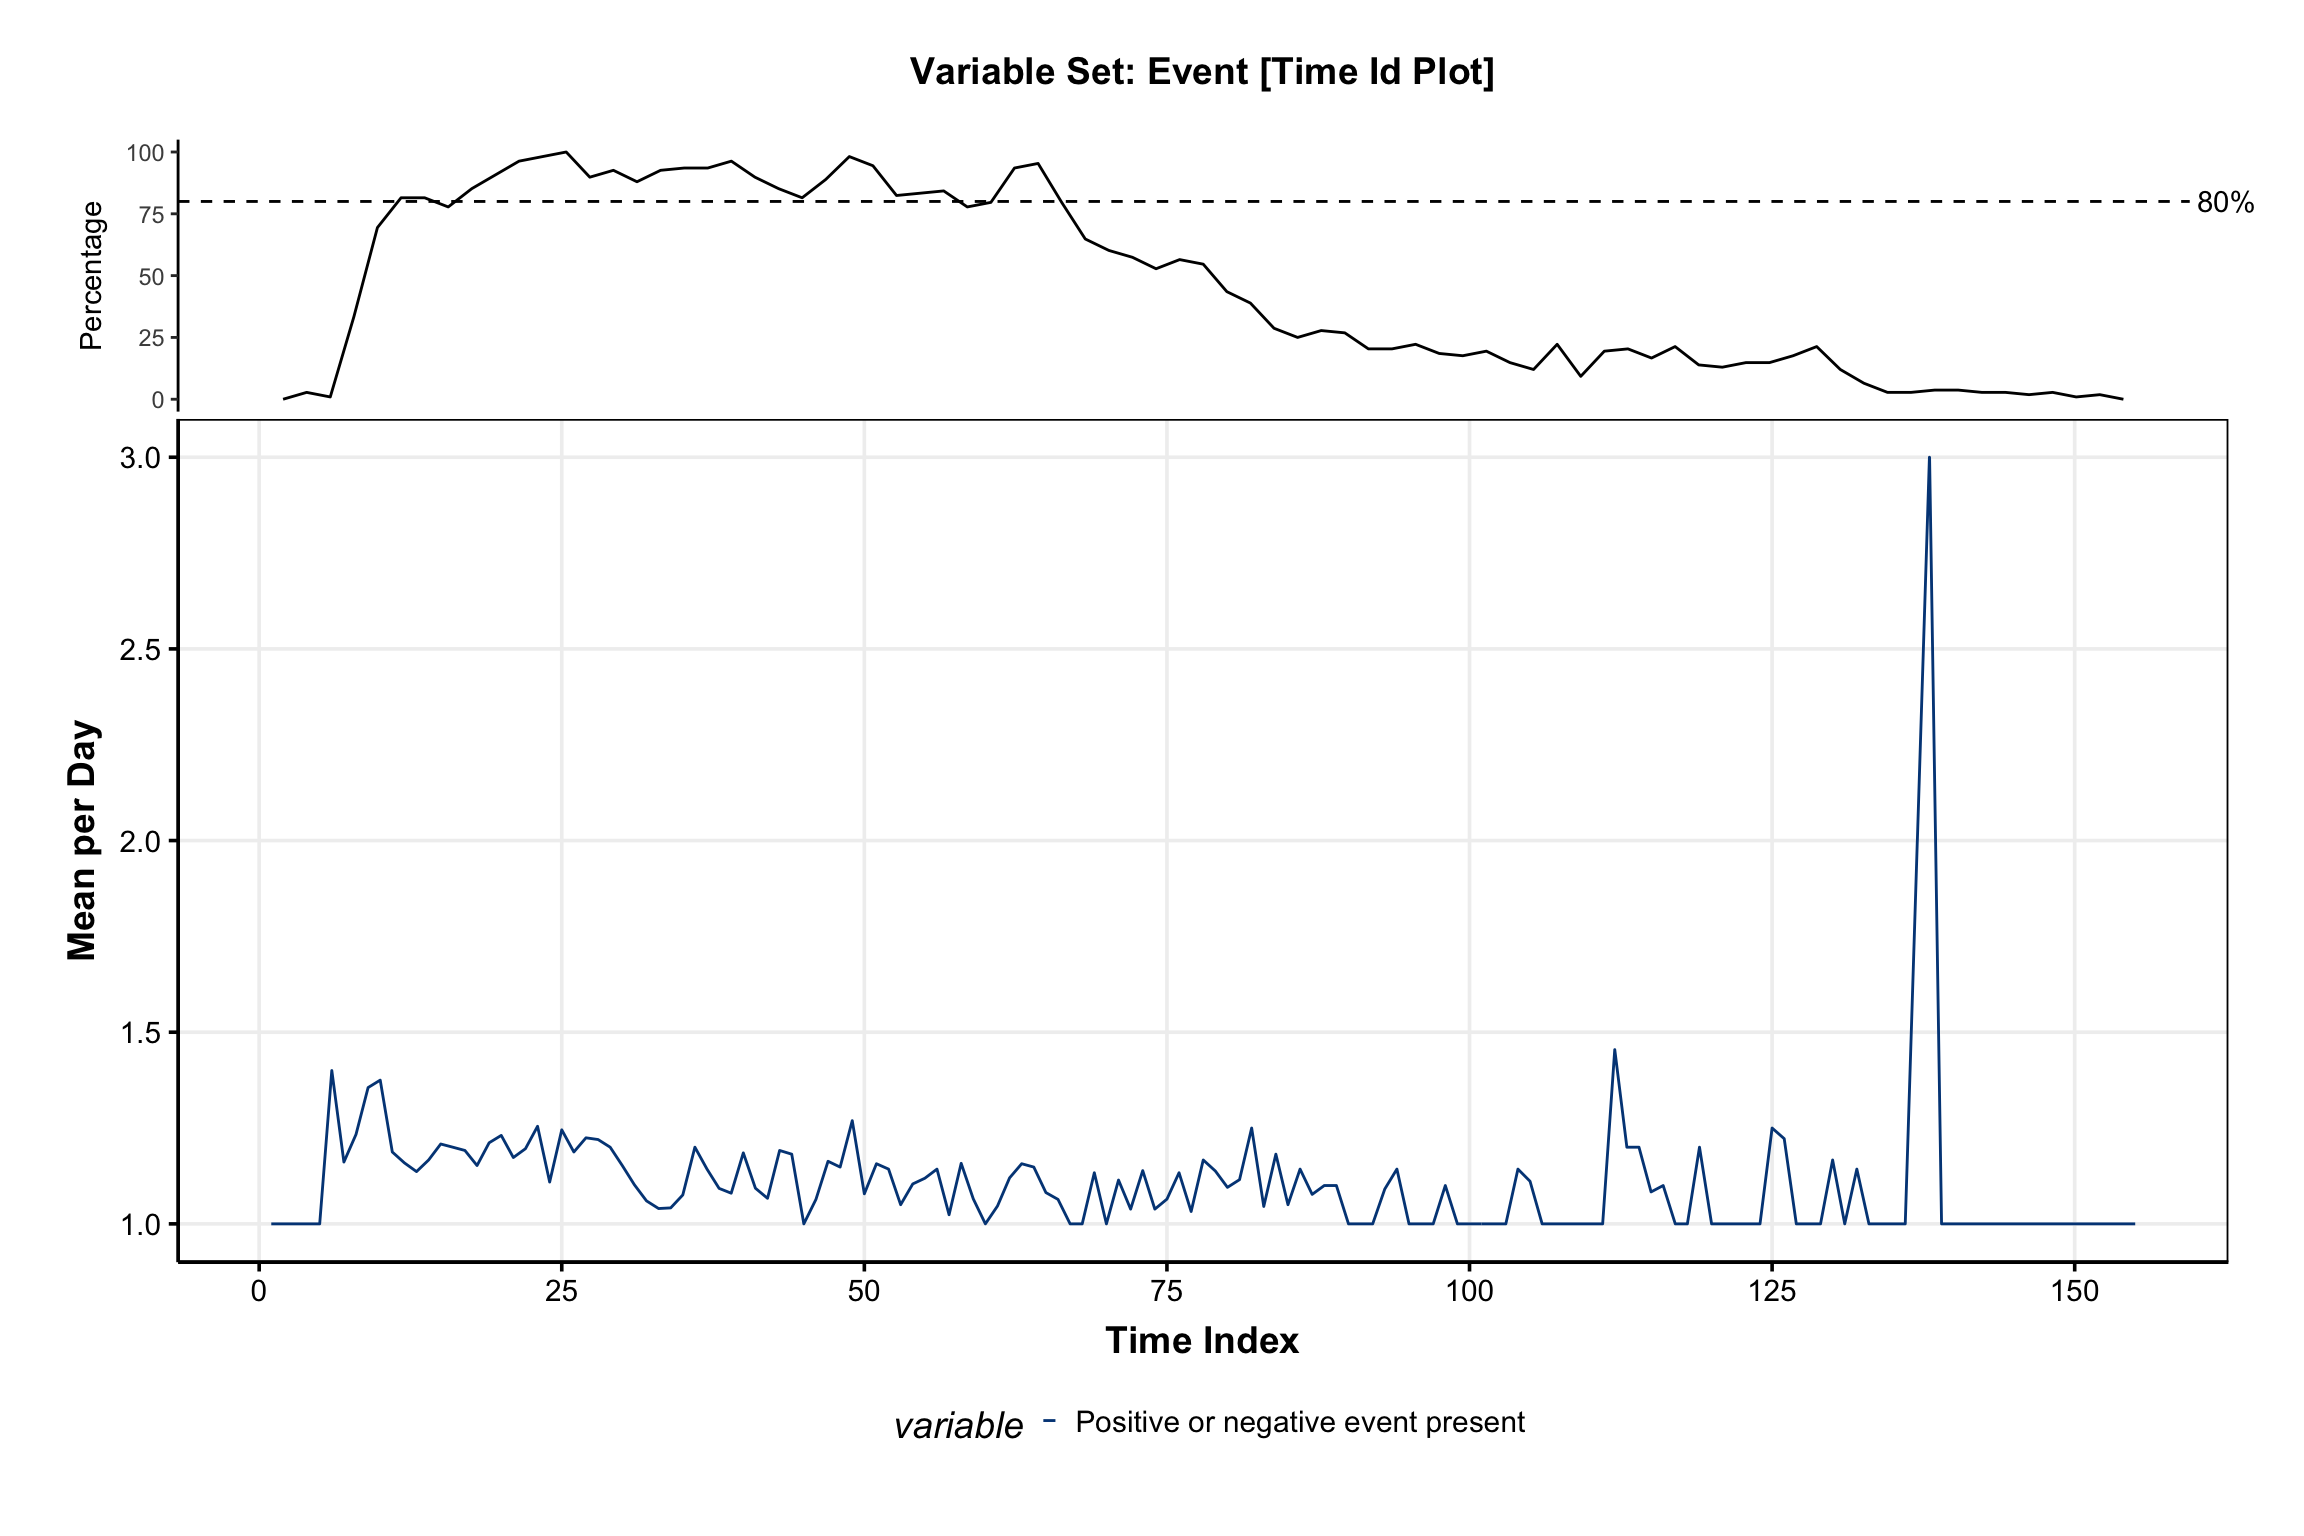 Variable Set: Event [Time Id Plot]
Percentage
100
75
50
25
0
80%
Mean per Day
3.0
2.5
2.0
1.5
1.0
0 25 50 75 100 125 150
Time Index
variable Positive or negative event present